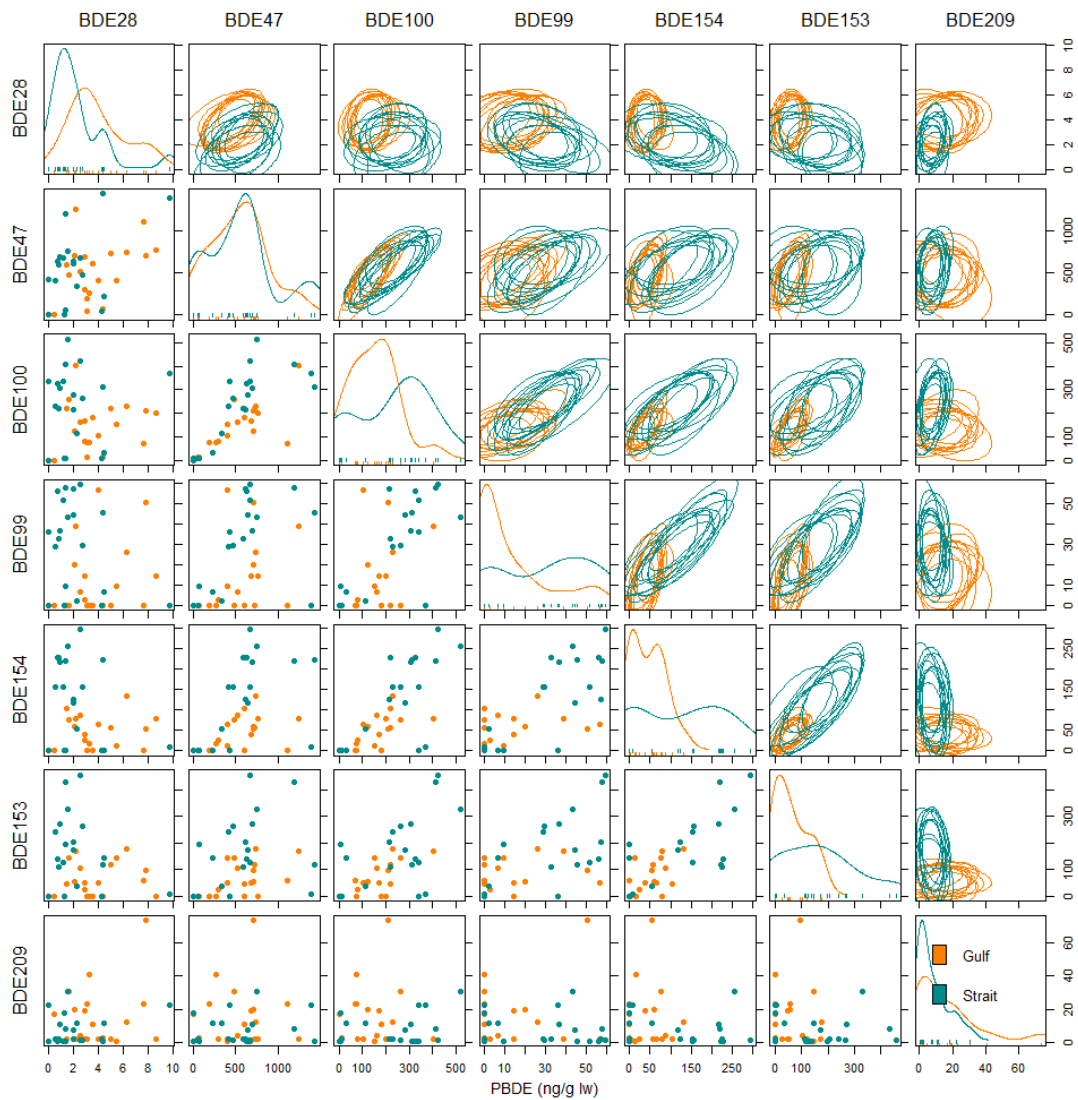 BDE28 BDE47 BDE100 BDE99 BDE154 BDE153 BDE209
BDE28
0 2 4 6 8 10
BDE47
0 500 1000
BDE100
0 100 300 500
BDE99
0 10 30 50
BDE154
0 50 150 250
BDE153
0 100 300
BDE209
Gulf
Strait
0 20 40 60
0 2 4 6 8 10
0 500 1000
0 100 300 500
0 10 30 50
0 50 150 250
0 100 300
0 20 40 60
PBDE (ng/g lw)